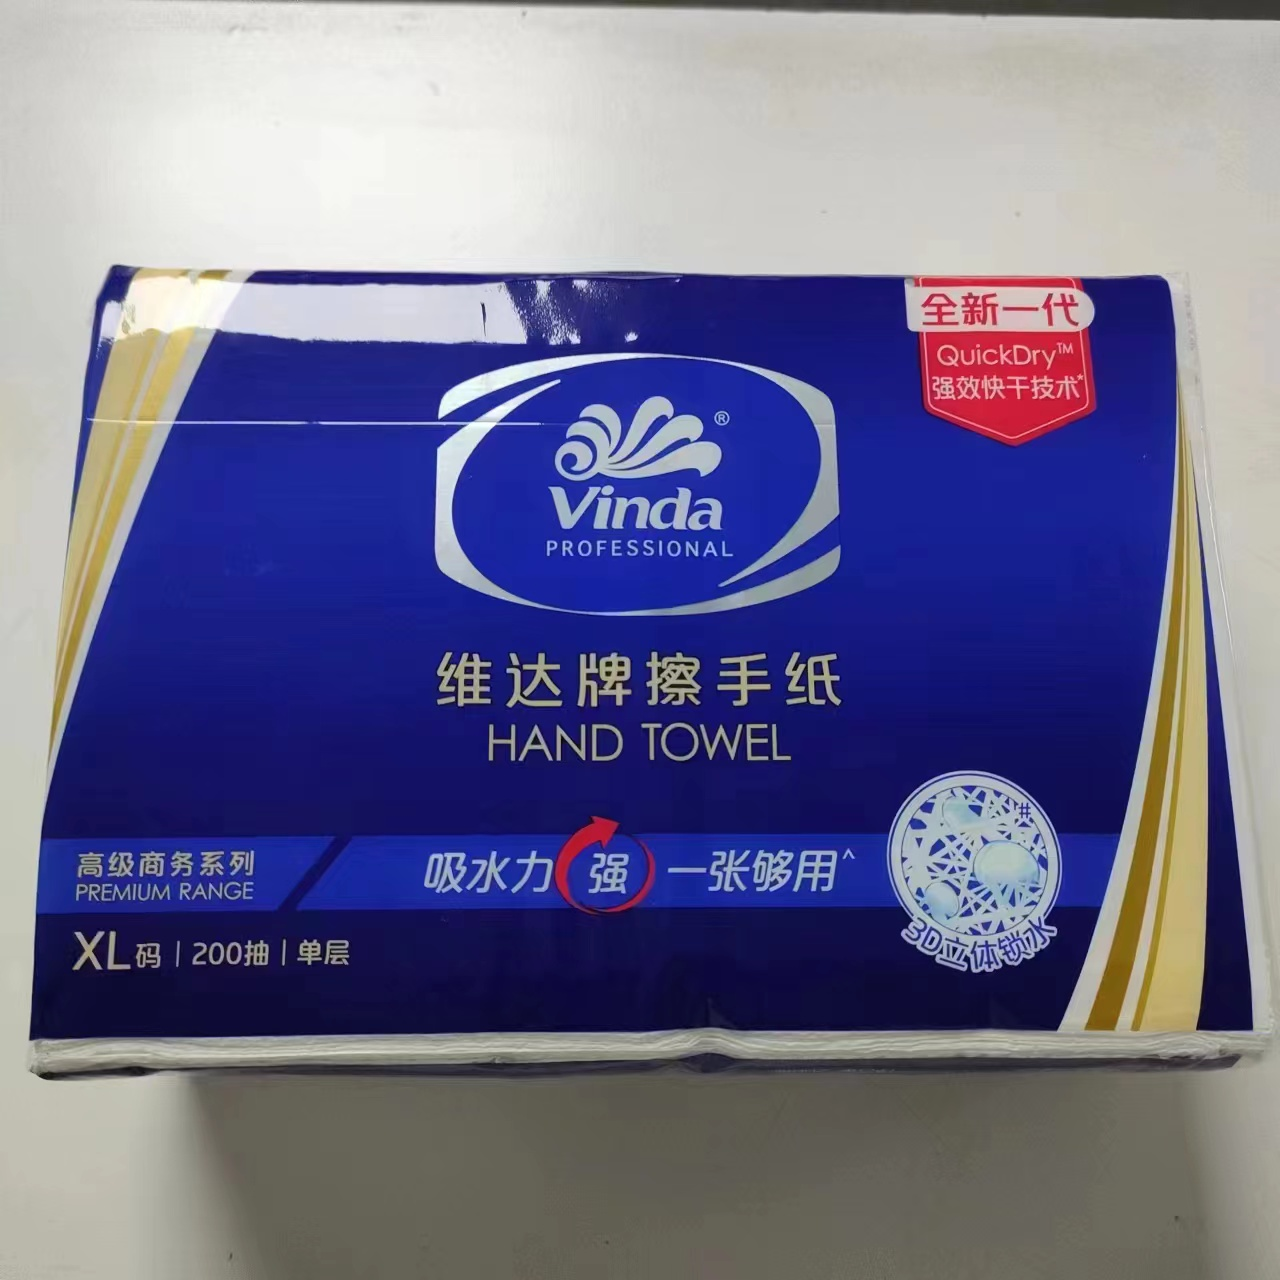 全新一代
QuickDry™
强效快干技术*
®
Vinda
PROFESSIONAL
维达牌擦手纸
HAND TOWEL
高级商务系列
PREMIUM RANGE
吸水力强 一张够用^
#
3D立体锁水
XL码 | 200抽 | 单层